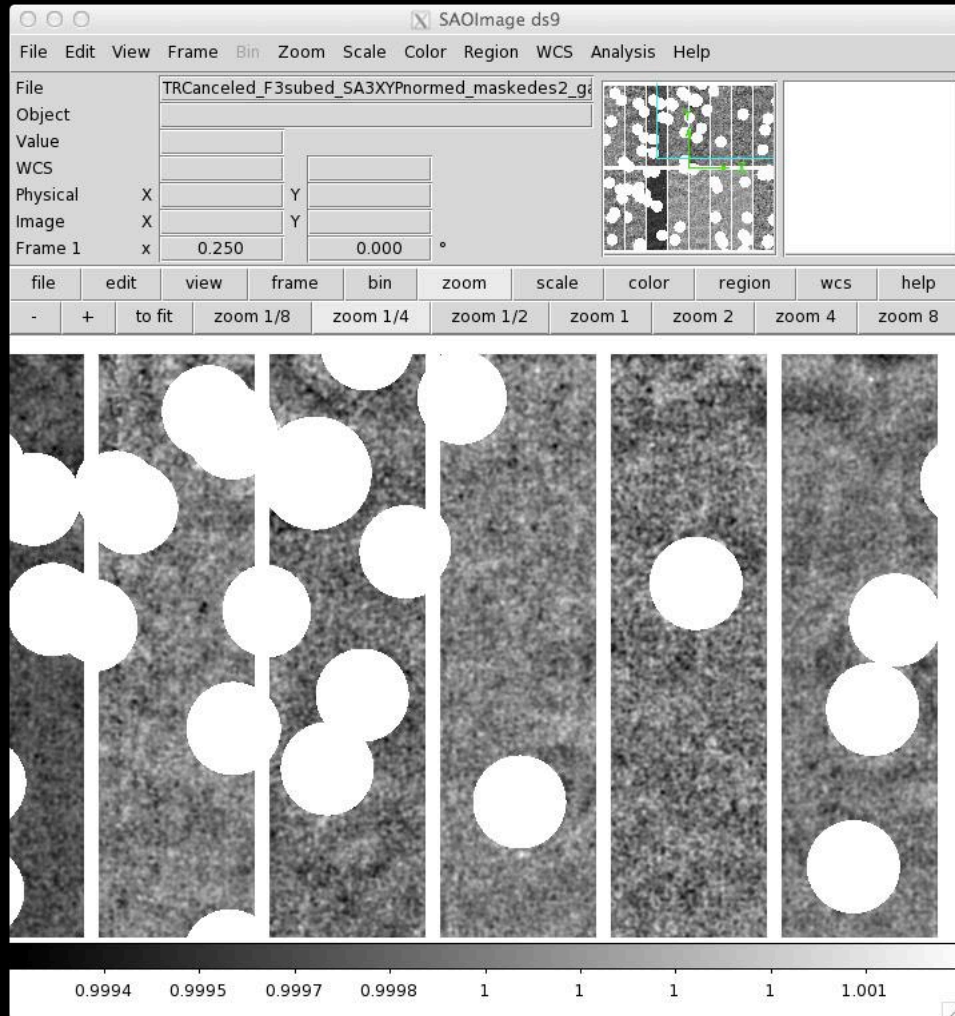 SAOImage ds9
File Edit View Frame Bin Zoom Scale Color Region WCS Analysis Help
File TRCanceled_F3subed_SA3XYPnormed_maskedes2_ga
Object
Value
WCS
Physical X Y
Image X Y
Frame 1 x 0.250 0.000 °
file edit view frame bin zoom scale color region wcs help
- + to fit zoom 1/8 zoom 1/4 zoom 1/2 zoom 1 zoom 2 zoom 4 zoom 8
0.9994 0.9995 0.9997 0.9998 1 1 1 1 1.001